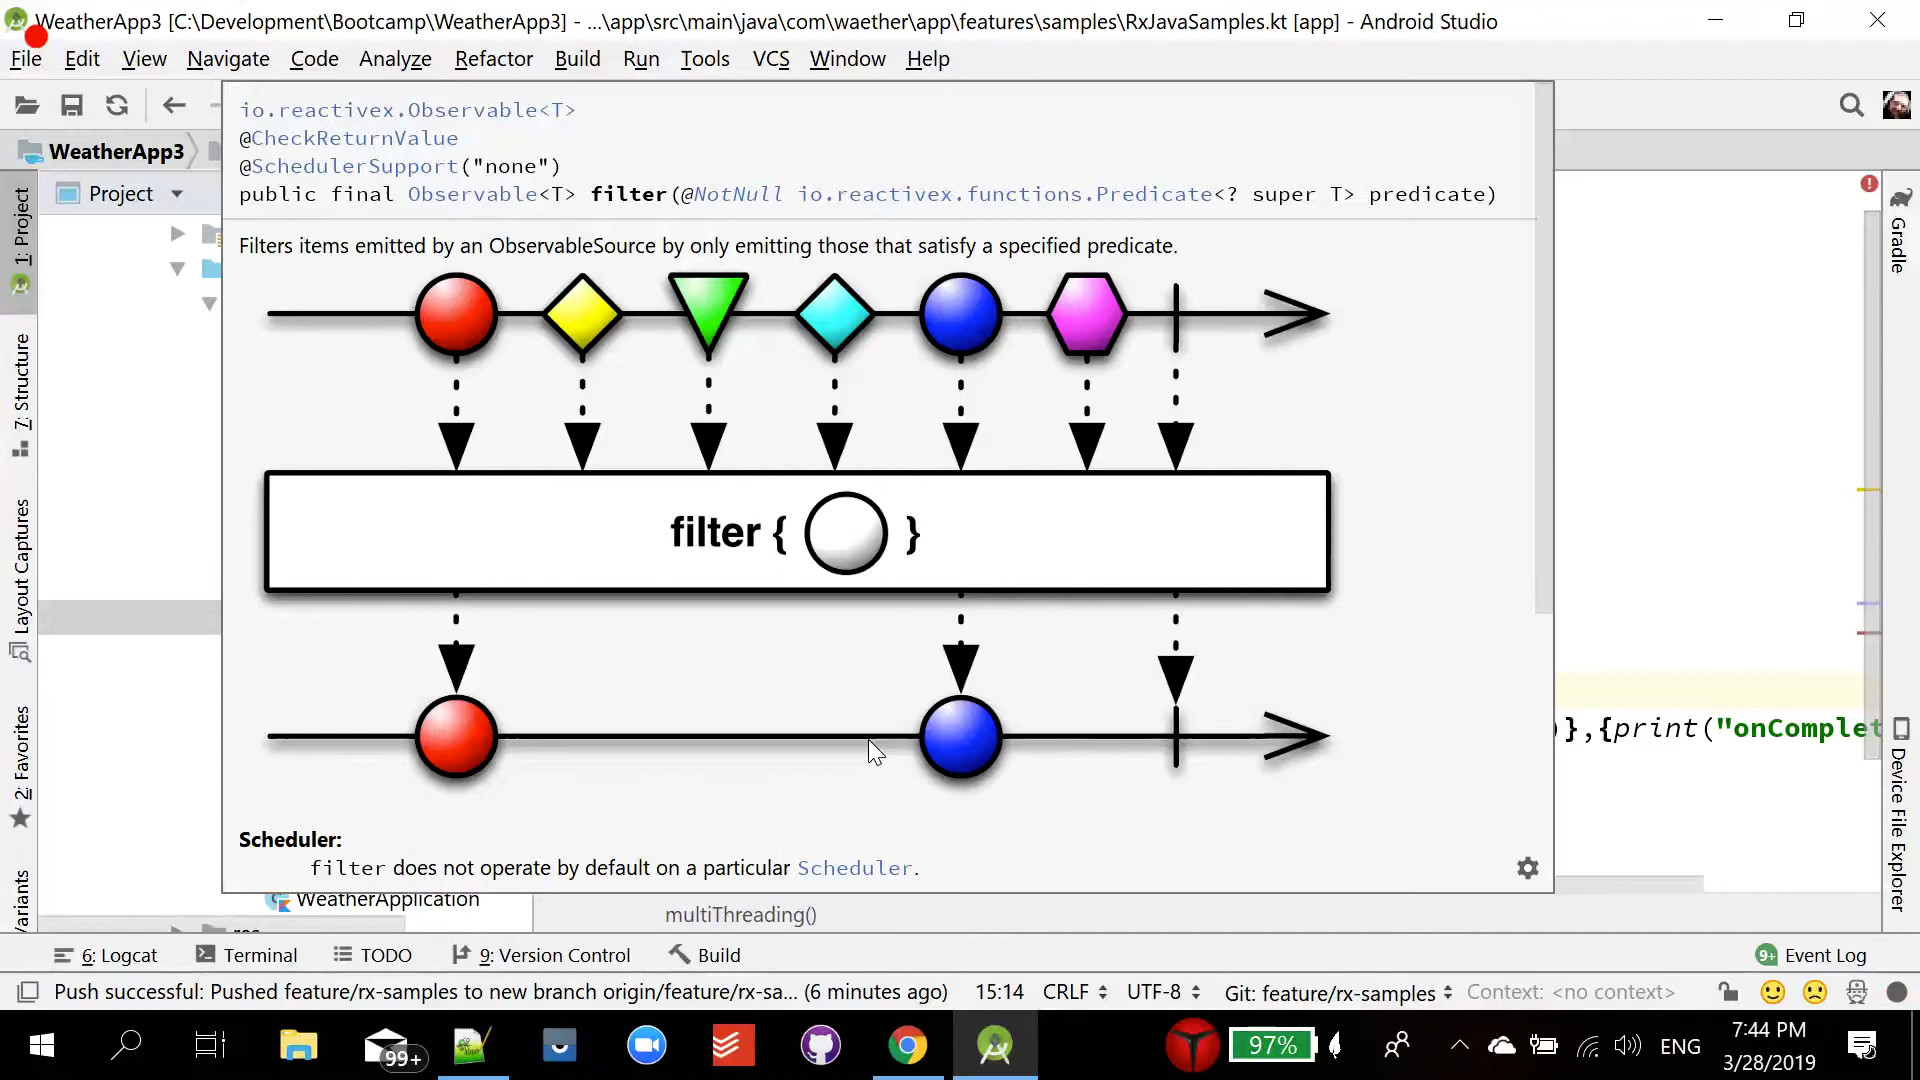 WeatherApp3 [C:\Development\Bootcamp\WeatherApp3] - ...\app\src\main\java\com\waether\app\features\samples\RxJavaSamples.kt [app] - Android Studio
File Edit View Navigate Code Analyze Refactor Build Run Tools VCS Window Help
WeatherApp3
Project
1: Project
7: Structure
Layout Captures
2: Favorites
io.reactivex.Observable<T>
@CheckReturnValue
@SchedulerSupport("none")
public final Observable<T> filter(@NotNull io.reactivex.functions.Predicate<? super T> predicate)
Filters items emitted by an ObservableSource by only emitting those that satisfy a specified predicate.
filter { }
Scheduler:
filter does not operate by default on a particular Scheduler.
)},{print("onComplet
Gradle
Device File Explorer
WeatherApplication
multiThreading()
6: Logcat Terminal TODO 9: Version Control Build 9+ Event Log
Push successful: Pushed feature/rx-samples to new branch origin/feature/rx-sa... (6 minutes ago) 15:14 CRLF UTF-8 Git: feature/rx-samples Context: <no context>
99+ 97% ENG 7:44 PM
3/28/2019